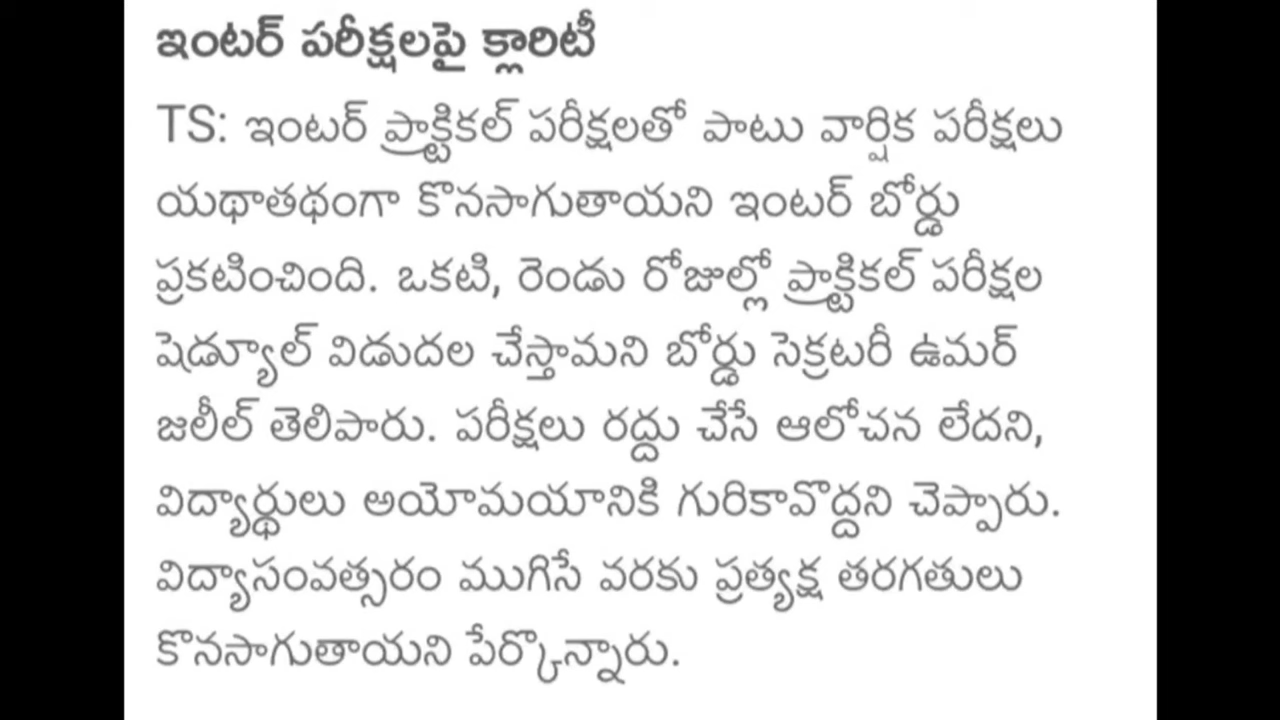 ఇంటర్ పరీక్షలపై క్లారిటీ
TS: ఇంటర్ ప్రాక్టికల్ పరీక్షలతో పాటు వార్షిక పరీక్షలు
యథాతథంగా కొనసాగుతాయని ఇంటర్ బోర్డు
ప్రకటించింది. ఒకటి, రెండు రోజుల్లో ప్రాక్టికల్ పరీక్షల
షెడ్యూల్ విడుదల చేస్తామని బోర్డు సెక్రటరీ ఉమర్
జలీల్ తెలిపారు. పరీక్షలు రద్దు చేసే ఆలోచన లేదని,
విద్యార్థులు అయోమయానికి గురికావొద్దని చెప్పారు.
విద్యాసంవత్సరం ముగిసే వరకు ప్రత్యక్ష తరగతులు
కొనసాగుతాయని పేర్కొన్నారు.